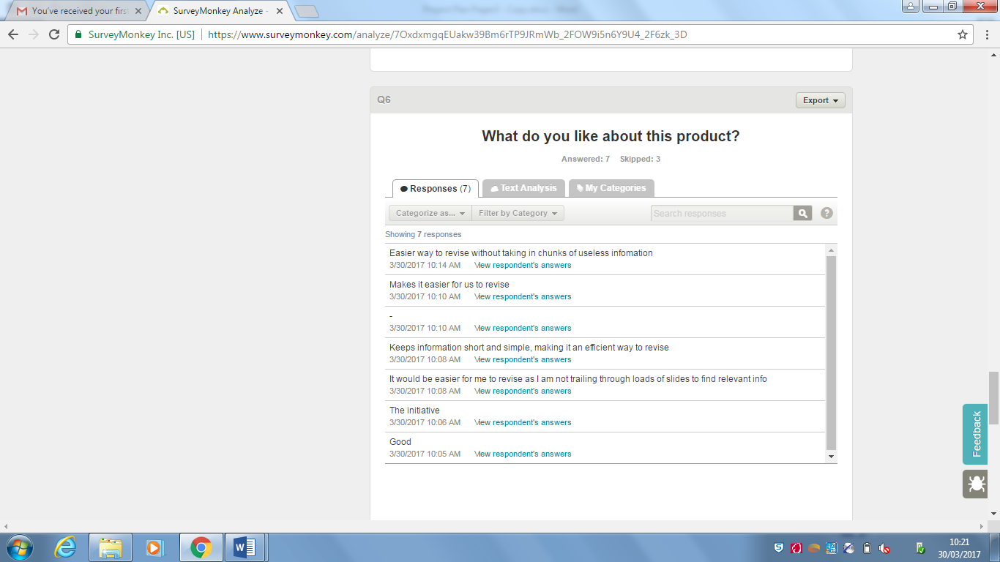 You've received your firs
SurveyMonkey Analyze -
SurveyMonkey Inc. [US]
https://www.surveymonkey.com/analyze/7OxdxmgqEUakw39Bm6rTP9JRmWb_2FOW9i5n6Y9U4_2F6zk_3D
Q6
Export
What do you like about this product?
Answered: 7 Skipped: 3
Responses (7)
Text Analysis
My Categories
Categorize as...
Filter by Category
Search responses
?
Showing 7 responses
Easier way to revise without taking in chunks of useless infomation
3/30/2017 10:14 AM View respondent's answers
Makes it easier for us to revise
3/30/2017 10:10 AM View respondent's answers
-
3/30/2017 10:10 AM View respondent's answers
Keeps information short and simple, making it an efficient way to revise
3/30/2017 10:08 AM View respondent's answers
It would be easier for me to revise as I am not trailing through loads of slides to find relevant info
3/30/2017 10:08 AM View respondent's answers
The initiative
3/30/2017 10:06 AM View respondent's answers
Good
3/30/2017 10:05 AM View respondent's answers
Feedback
10:21
30/03/2017